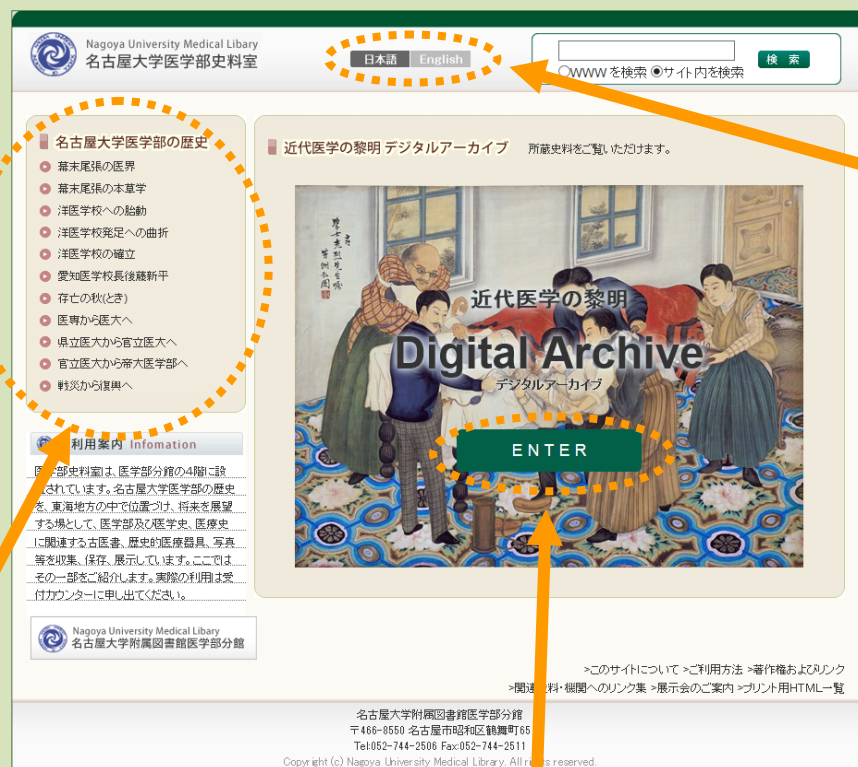 Nagoya University Medical Libary
名古屋大学医学部史料室
日本語 English
WWW を検索 サイト内を検索
検 索
名古屋大学医学部の歴史
幕末尾張の医界
幕末尾張の本草学
洋医学校への胎動
洋医学校発足への曲折
洋医学校の確立
愛知医学校長後藤新平
存亡の秋(とき)
医専から医大へ
県立医大から官立医大へ
官立医大から帝大医学部へ
戦災から復興へ
利用案内 Infomation
医学部史料室は、医学部分館の4階に設
されています。名古屋大学医学部の歴史
を、東海地方の中で位置づけ、将来を展望
する場として、医学部及び医学史、医療史
に関連する古医書、歴史的医療器具、写真
等を収集、保存、展示しています。ここでは
その一部をご紹介します。実際の利用は受
付カウンターに申し出てください。
Nagoya University Medical Libary
名古屋大学附属図書館医学部分館
近代医学の黎明 デジタルアーカイブ 所蔵史料をご覧いただけます。
近代医学の黎明
Digital Archive
デジタルアーカイブ
ENTER
>このサイトについて >ご利用方法 >著作権およびリンク
>関連史料・機関へのリンク集 >展示会のご案内 >プリント用HTML一覧
名古屋大学附属図書館医学部分館
〒466-8550 名古屋市昭和区鶴舞町65
Tel:052-744-2506 Fax:052-744-2511
Copyright (c) Nagoya University Medical Library. All rights reserved.